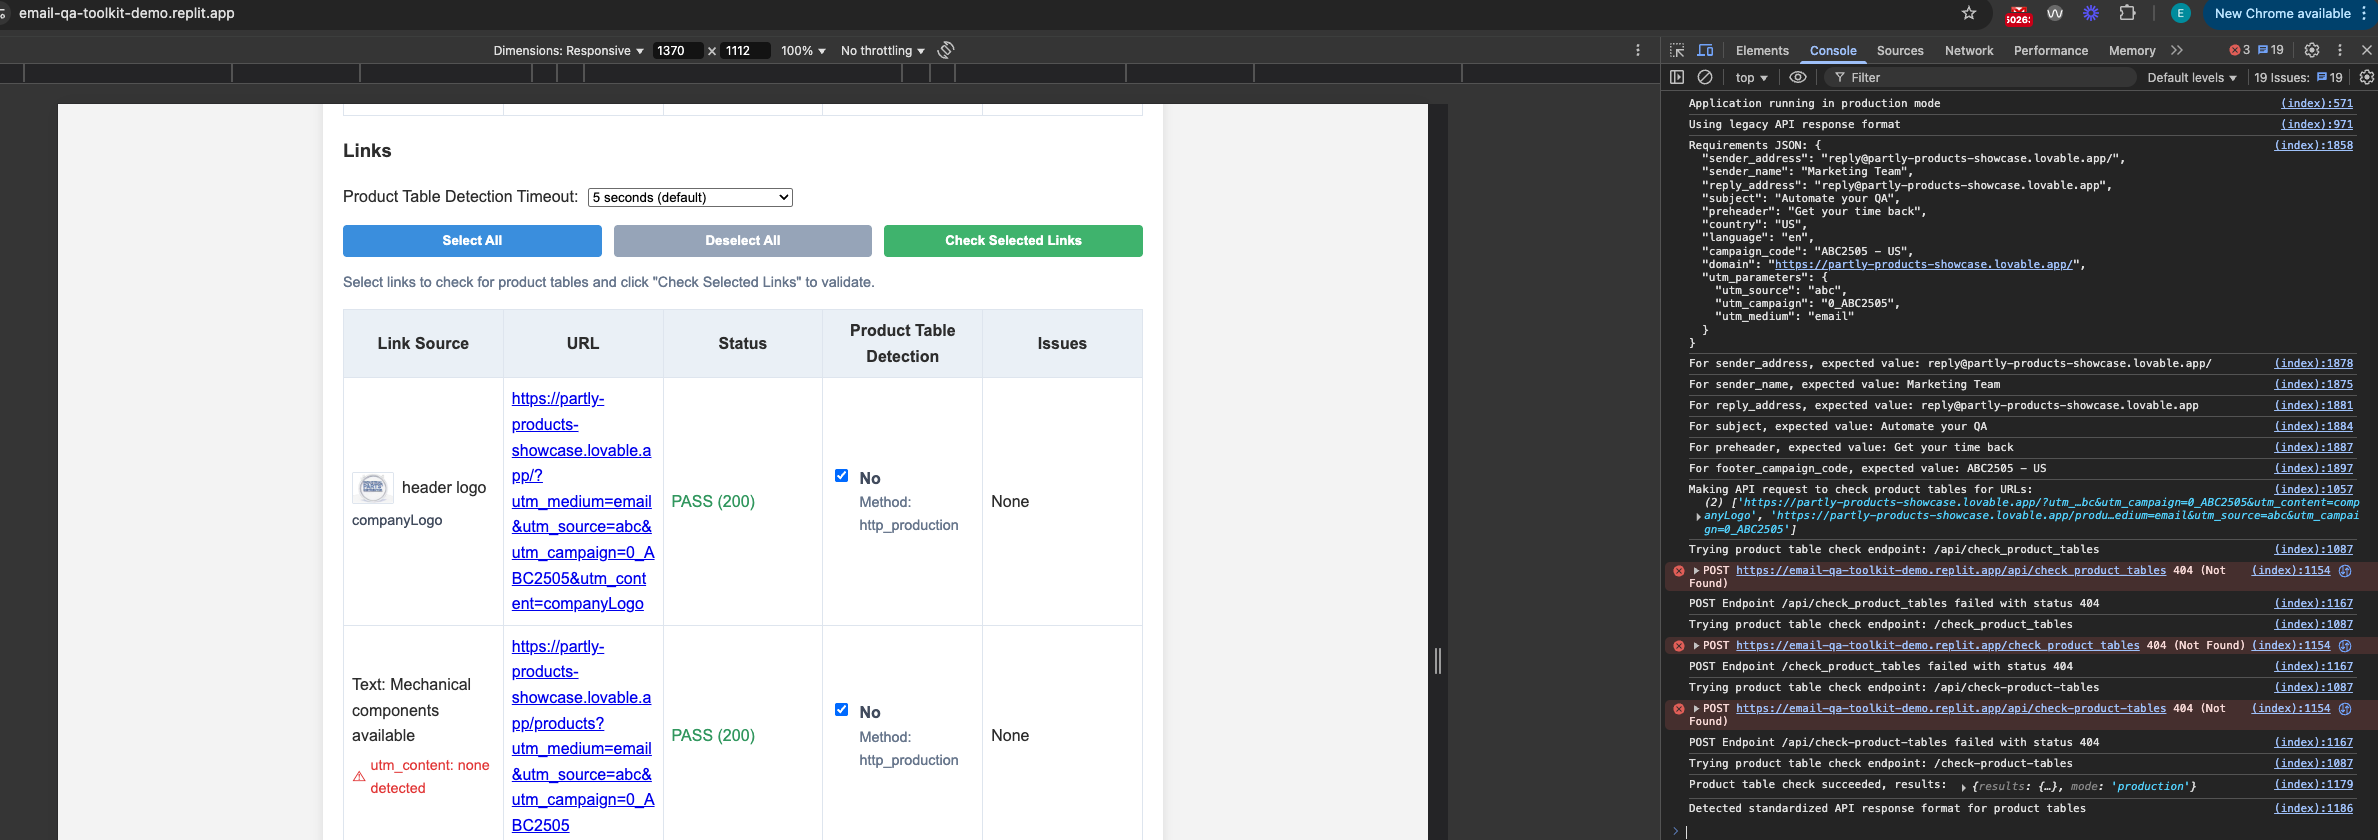 email-qa-toolkit-demo.replit.app
E
New Chrome available
Dimensions: Responsive
1370
×
1112
100%
No throttling
Elements
Console
Sources
Network
Performance
Memory
3
19
top
Filter
Default levels
19 Issues:
19
Links
Product Table Detection Timeout:
5 seconds (default)
Select All
Deselect All
Check Selected Links
Select links to check for product tables and click "Check Selected Links" to validate.
Link Source
URL
Status
Product Table
Detection
Issues
header logo
companyLogo
https://partly-
products-
showcase.lovable.a
pp/?
utm_medium=email
&utm_source=abc&
utm_campaign=0_A
BC2505&utm_cont
ent=companyLogo
PASS (200)
No
Method:
http_production
None
Text: Mechanical
components
available
utm_content: none
detected
https://partly-
products-
showcase.lovable.a
pp/products?
utm_medium=email
&utm_source=abc&
utm_campaign=0_A
BC2505
PASS (200)
No
Method:
http_production
None
Application running in production mode (index):571
Using legacy API response format (index):971
Requirements JSON: { (index):1858
"sender_address": "reply@partly-products-showcase.lovable.app/",
"sender_name": "Marketing Team",
"reply_address": "reply@partly-products-showcase.lovable.app",
"subject": "Automate your QA",
"preheader": "Get your time back",
"country": "US",
"language": "en",
"campaign_code": "ABC2505 - US",
"domain": "https://partly-products-showcase.lovable.app/",
"utm_parameters": {
"utm_source": "abc",
"utm_campaign": "0_ABC2505",
"utm_medium": "email"
}
}
For sender_address, expected value: reply@partly-products-showcase.lovable.app/ (index):1878
For sender_name, expected value: Marketing Team (index):1875
For reply_address, expected value: reply@partly-products-showcase.lovable.app (index):1881
For subject, expected value: Automate your QA (index):1884
For preheader, expected value: Get your time back (index):1887
For footer_campaign_code, expected value: ABC2505 - US (index):1897
Making API request to check product tables for URLs: (index):1057
(2) ['https://partly-products-showcase.lovable.app/?utm_…bc&utm_campaign=0_ABC2505&utm_content=comp
anyLogo', 'https://partly-products-showcase.lovable.app/produ…edium=email&utm_source=abc&utm_campai
gn=0_ABC2505']
Trying product table check endpoint: /api/check_product_tables (index):1087
POST https://email-qa-toolkit-demo.replit.app/api/check_product_tables 404 (Not (index):1154
Found)
POST Endpoint /api/check_product_tables failed with status 404 (index):1167
Trying product table check endpoint: /check_product_tables (index):1087
POST https://email-qa-toolkit-demo.replit.app/check_product_tables 404 (Not Found) (index):1154
POST Endpoint /check_product_tables failed with status 404 (index):1167
Trying product table check endpoint: /api/check-product-tables (index):1087
POST https://email-qa-toolkit-demo.replit.app/api/check-product-tables 404 (Not (index):1154
Found)
POST Endpoint /api/check-product-tables failed with status 404 (index):1167
Trying product table check endpoint: /check-product-tables (index):1087
Product table check succeeded, results: {results: {…}, mode: 'production'} (index):1179
Detected standardized API response format for product tables (index):1186